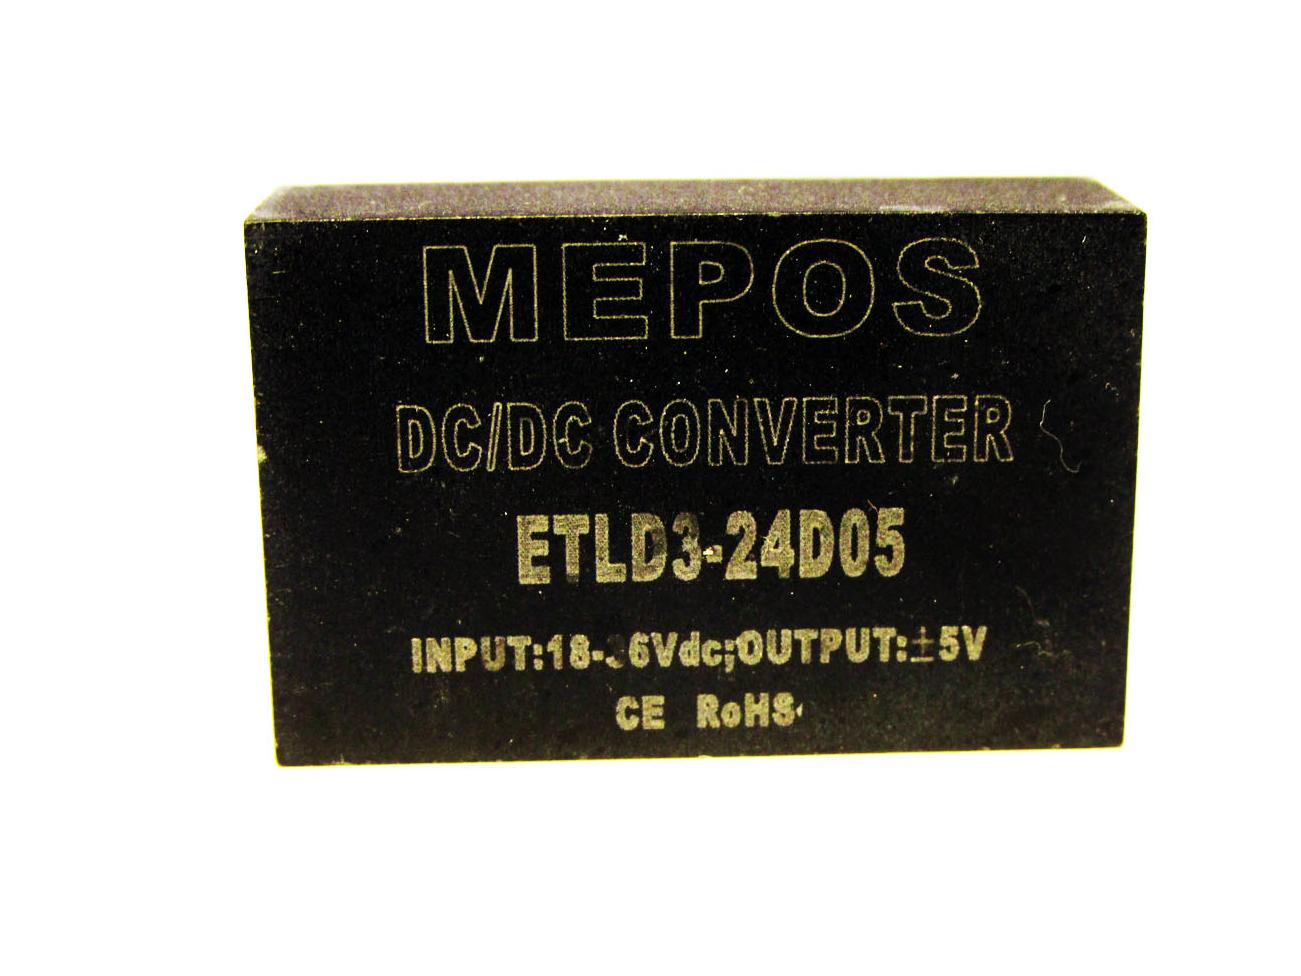 MEPOS
DC/DC CONVERTER
ETLD3-24D05
INPUT:18-36Vdc;OUTPUT:±5V
CE RoHS